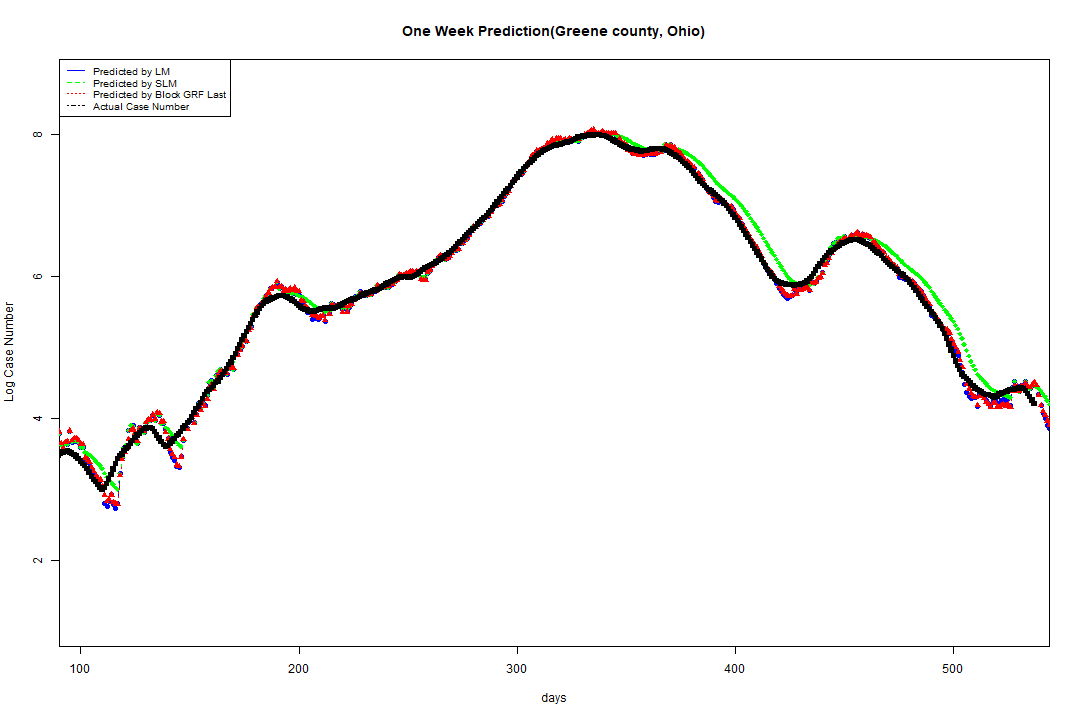 One Week Prediction(Greene county, Ohio)
Predicted by LM
Predicted by SLM
Predicted by Block GRF Last
Actual Case Number
8
6
4
2
Log Case Number
100 200 300 400 500
days